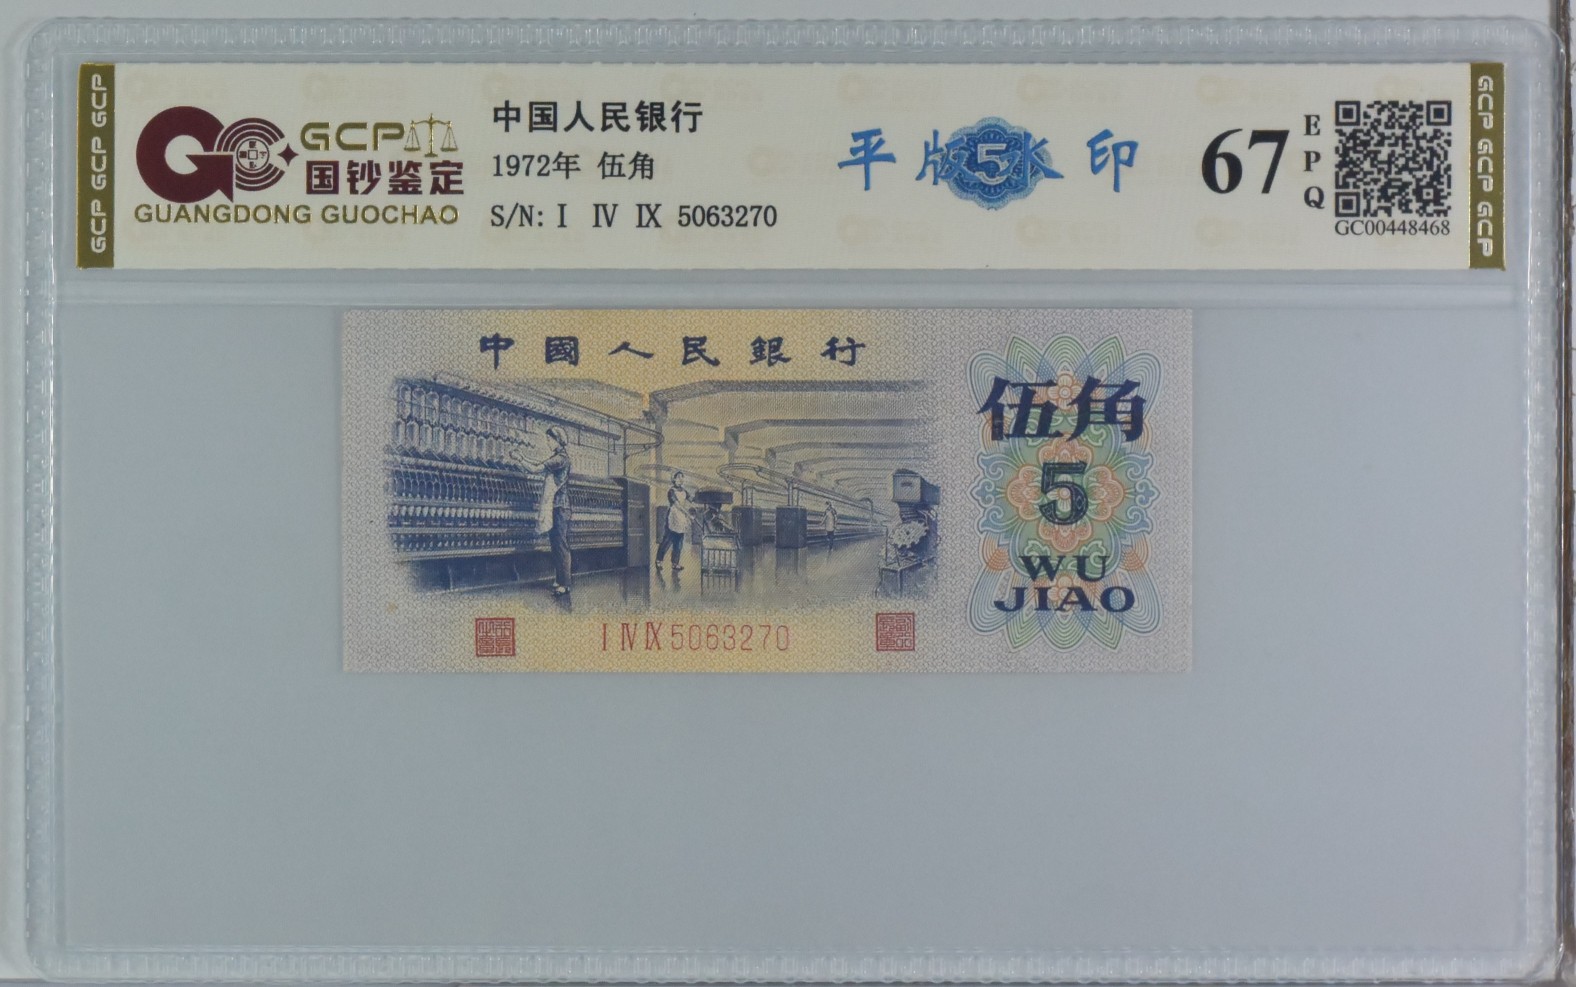 GCP GCP GCP
GCP
国钞鉴定
GUANGDONG GUOCHAO
中国人民银行
1972年 伍角
S/N: I IV IX 5063270
平版水印
5
67
EPQ
GC00448468
GCP GCP GCP
中國人民銀行
伍角
5
WU
JIAO
I IV IX 5063270